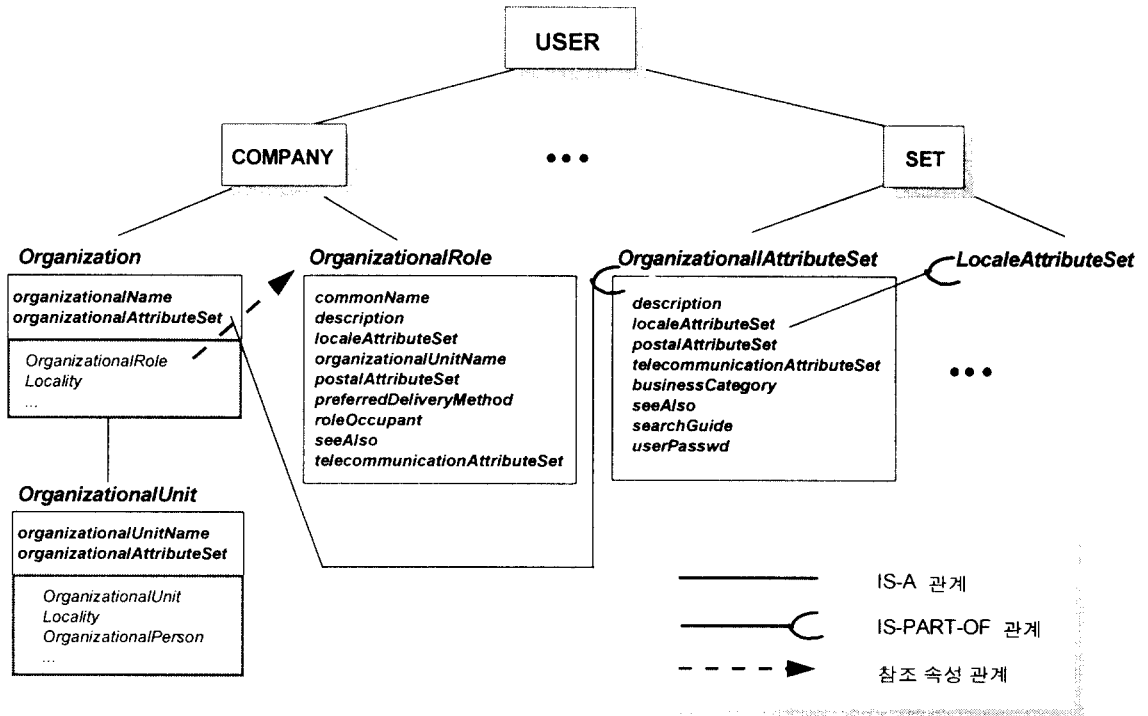 USER
COMPANY
•••
SET
Organization
organizationalName
organizationalAttributeSet
OrganizationalRole
Locality
...
OrganizationalRole
commonName
description
localeAttributeSet
organizationalUnitName
postalAttributeSet
preferredDeliveryMethod
roleOccupant
seeAlso
telecommunicationAttributeSet
OrganizationallAttributeSet
description
localeAttributeSet
postalAttributeSet
telecommunicationAttributeSet
businessCategory
seeAlso
searchGuide
userPasswd
LocaleAttributeSet
•••
OrganizationalUnit
organizationalUnitName
organizationalAttributeSet
OrganizationalUnit
Locality
OrganizationalPerson
...
IS-A 관계
IS-PART-OF 관계
참조 속성 관계